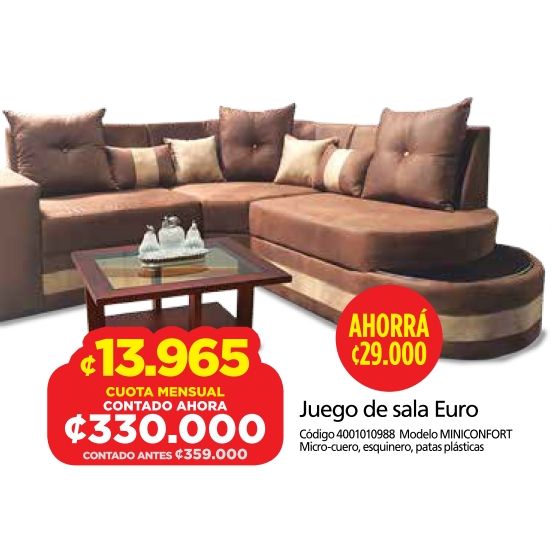 ¢13.965
CUOTA MENSUAL
CONTADO AHORA
¢330.000
CONTADO ANTES ¢359.000
AHORRÁ
¢29.000
Juego de sala Euro
Código 4001010988 Modelo MINICONFORT
Micro-cuero, esquinero, patas plásticas